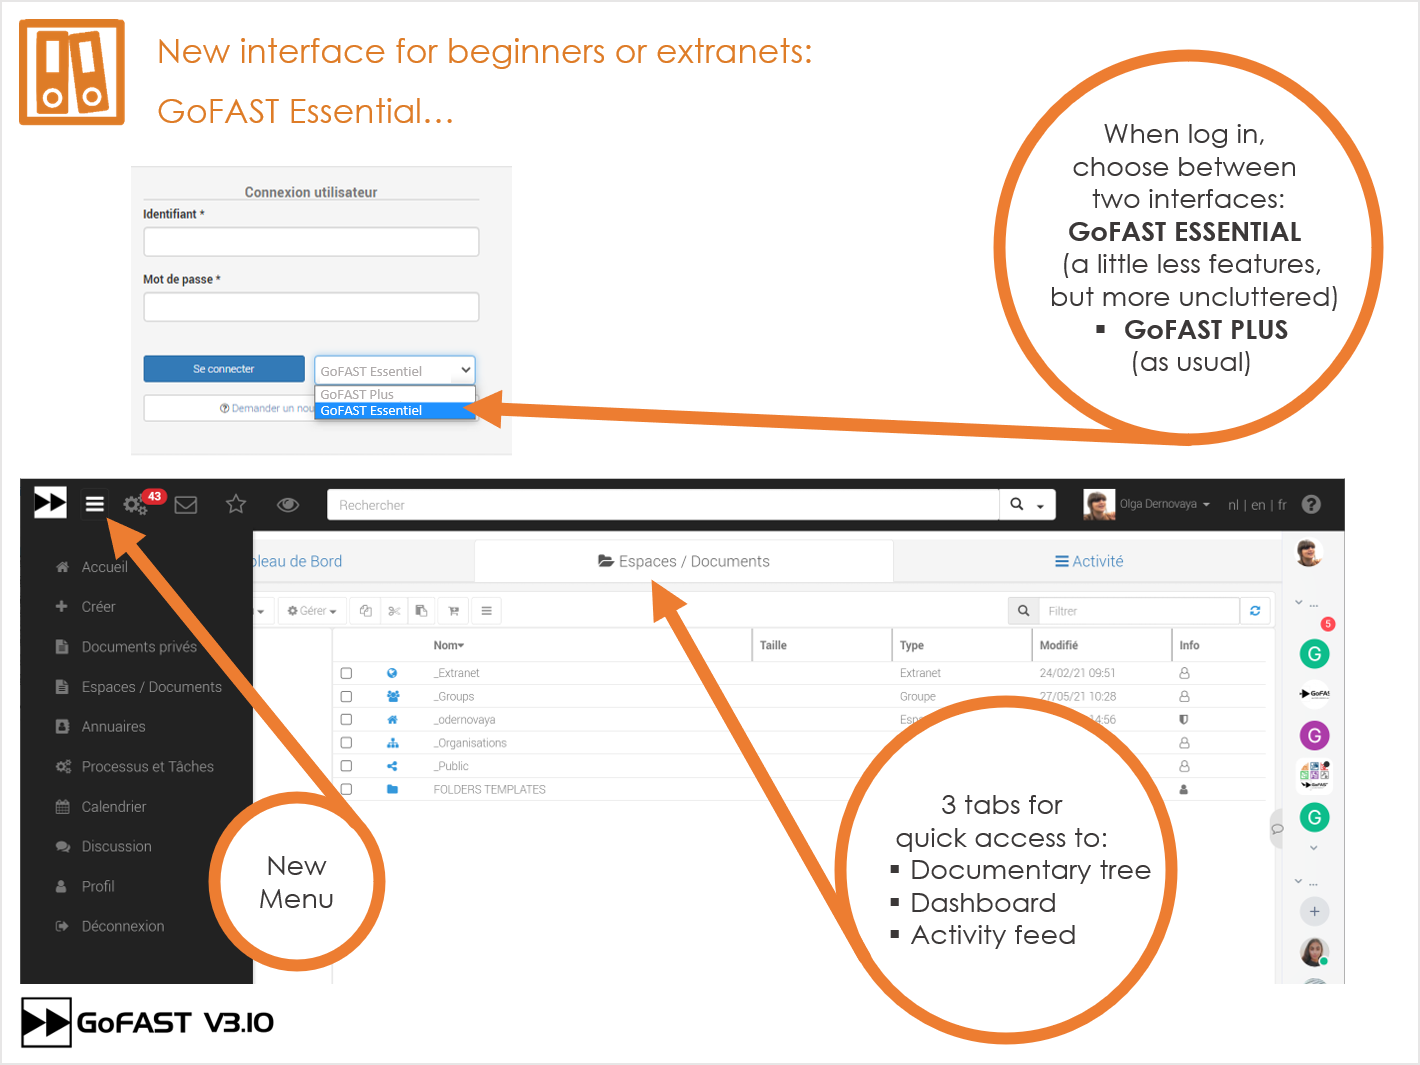 New interface for beginners or extranets:
GoFAST Essential...
When log in,
choose between
two interfaces:
GoFAST ESSENTIAL
(a little less features,
but more uncluttered)
▪ GoFAST PLUS
(as usual)
Connexion utilisateur
Identifiant *
Mot de passe *
Se connecter
GoFAST Essentiel
GoFAST Plus
GoFAST Essentiel
Demander un nou
43
Rechercher
Olga Dernovaya
nl | en | fr
Accueil
Créer
Documents privés
Espaces / Documents
Annuaires
Processus et Tâches
Calendrier
Discussion
Profil
Déconnexion
bleau de Bord
Espaces / Documents
Activité
Gérer
Filtrer
Nom Taille Type Modifié Info
_Extranet Extranet 24/02/21 09:51
_Groups Groupe 27/05/21 10:28
_odernovaya Esp 14:56
_Organisations
_Public
FOLDERS TEMPLATES
...
5
G
GoFAS
G
GoFAST
G
...
New
Menu
3 tabs for
quick access to:
▪ Documentary tree
▪ Dashboard
▪ Activity feed
GoFAST V3.10